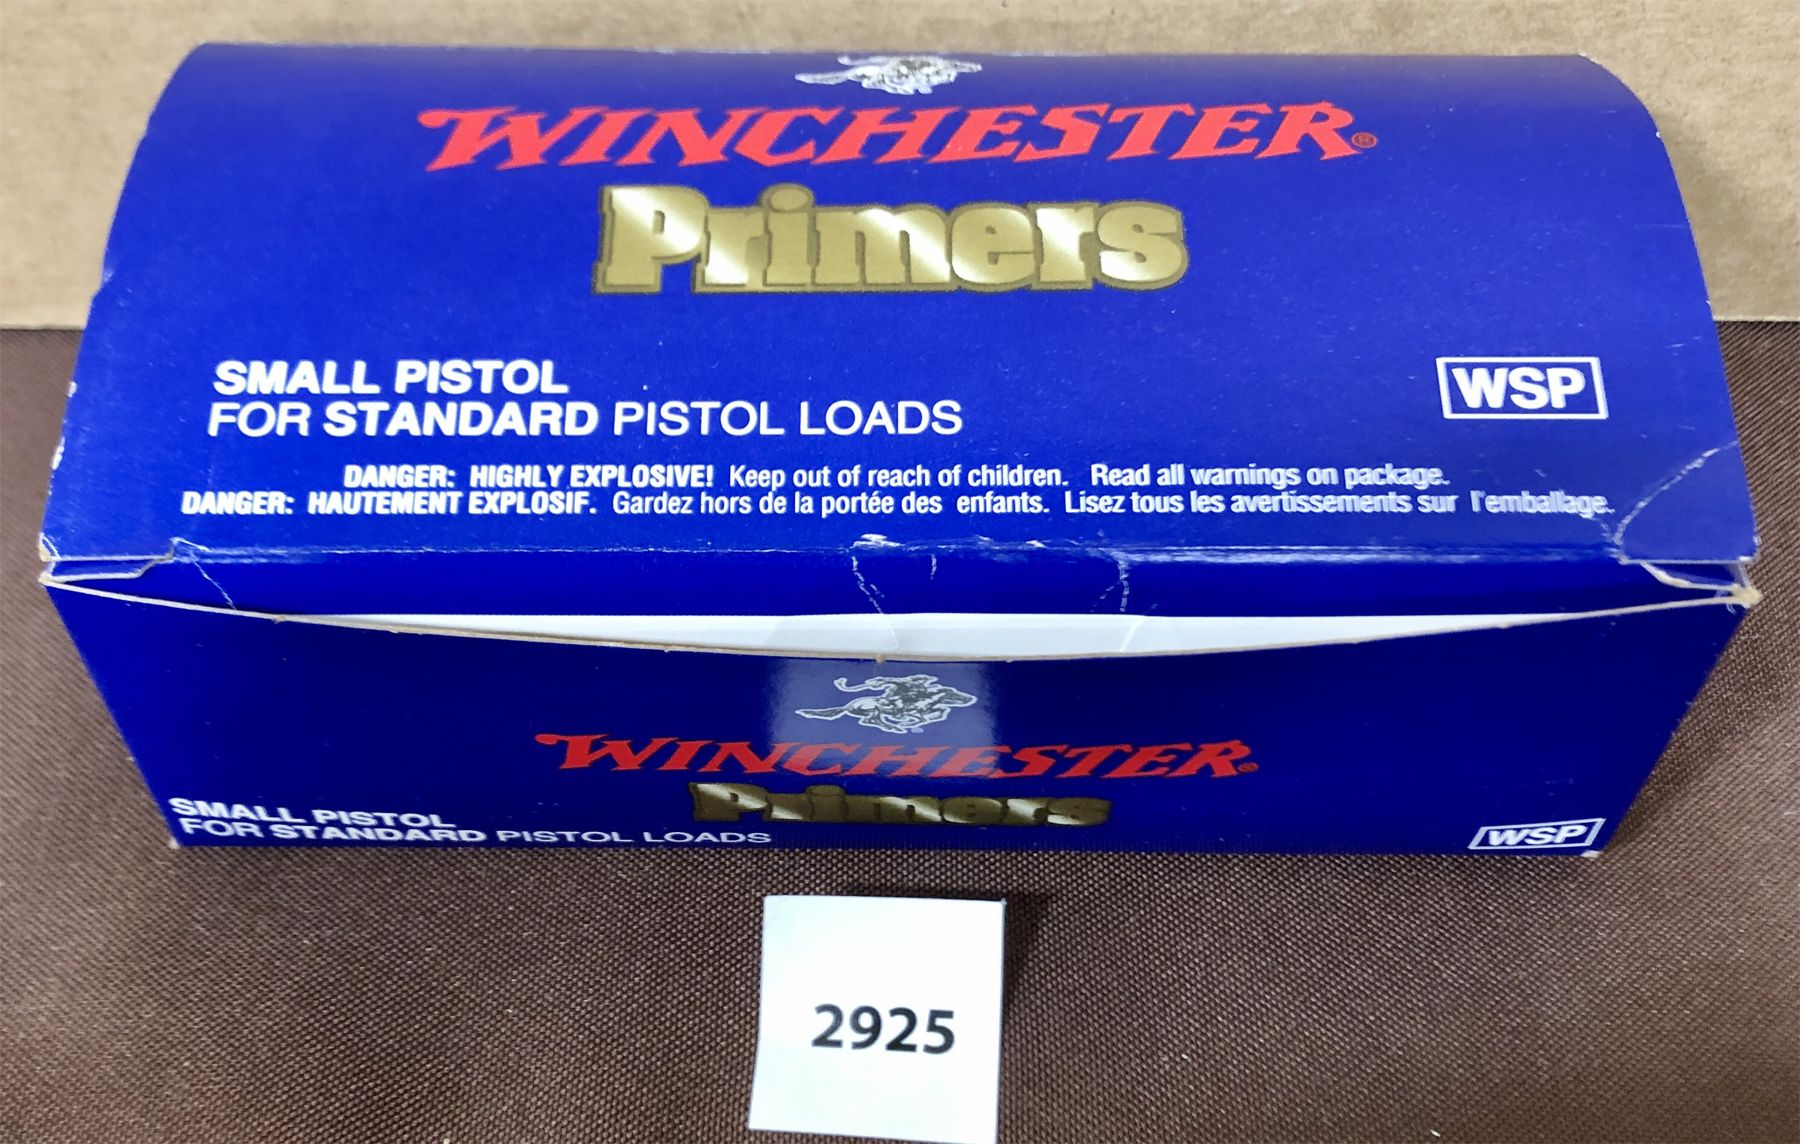 WINCHESTER®
Primers
SMALL PISTOL
FOR STANDARD PISTOL LOADS
WSP
DANGER: HIGHLY EXPLOSIVE! Keep out of reach of children. Read all warnings on package.
DANGER: HAUTEMENT EXPLOSIF. Gardez hors de la portée des enfants. Lisez tous les avertissements sur l'emballage.
WINCHESTER®
Primers
SMALL PISTOL
FOR STANDARD PISTOL LOADS
WSP
2925